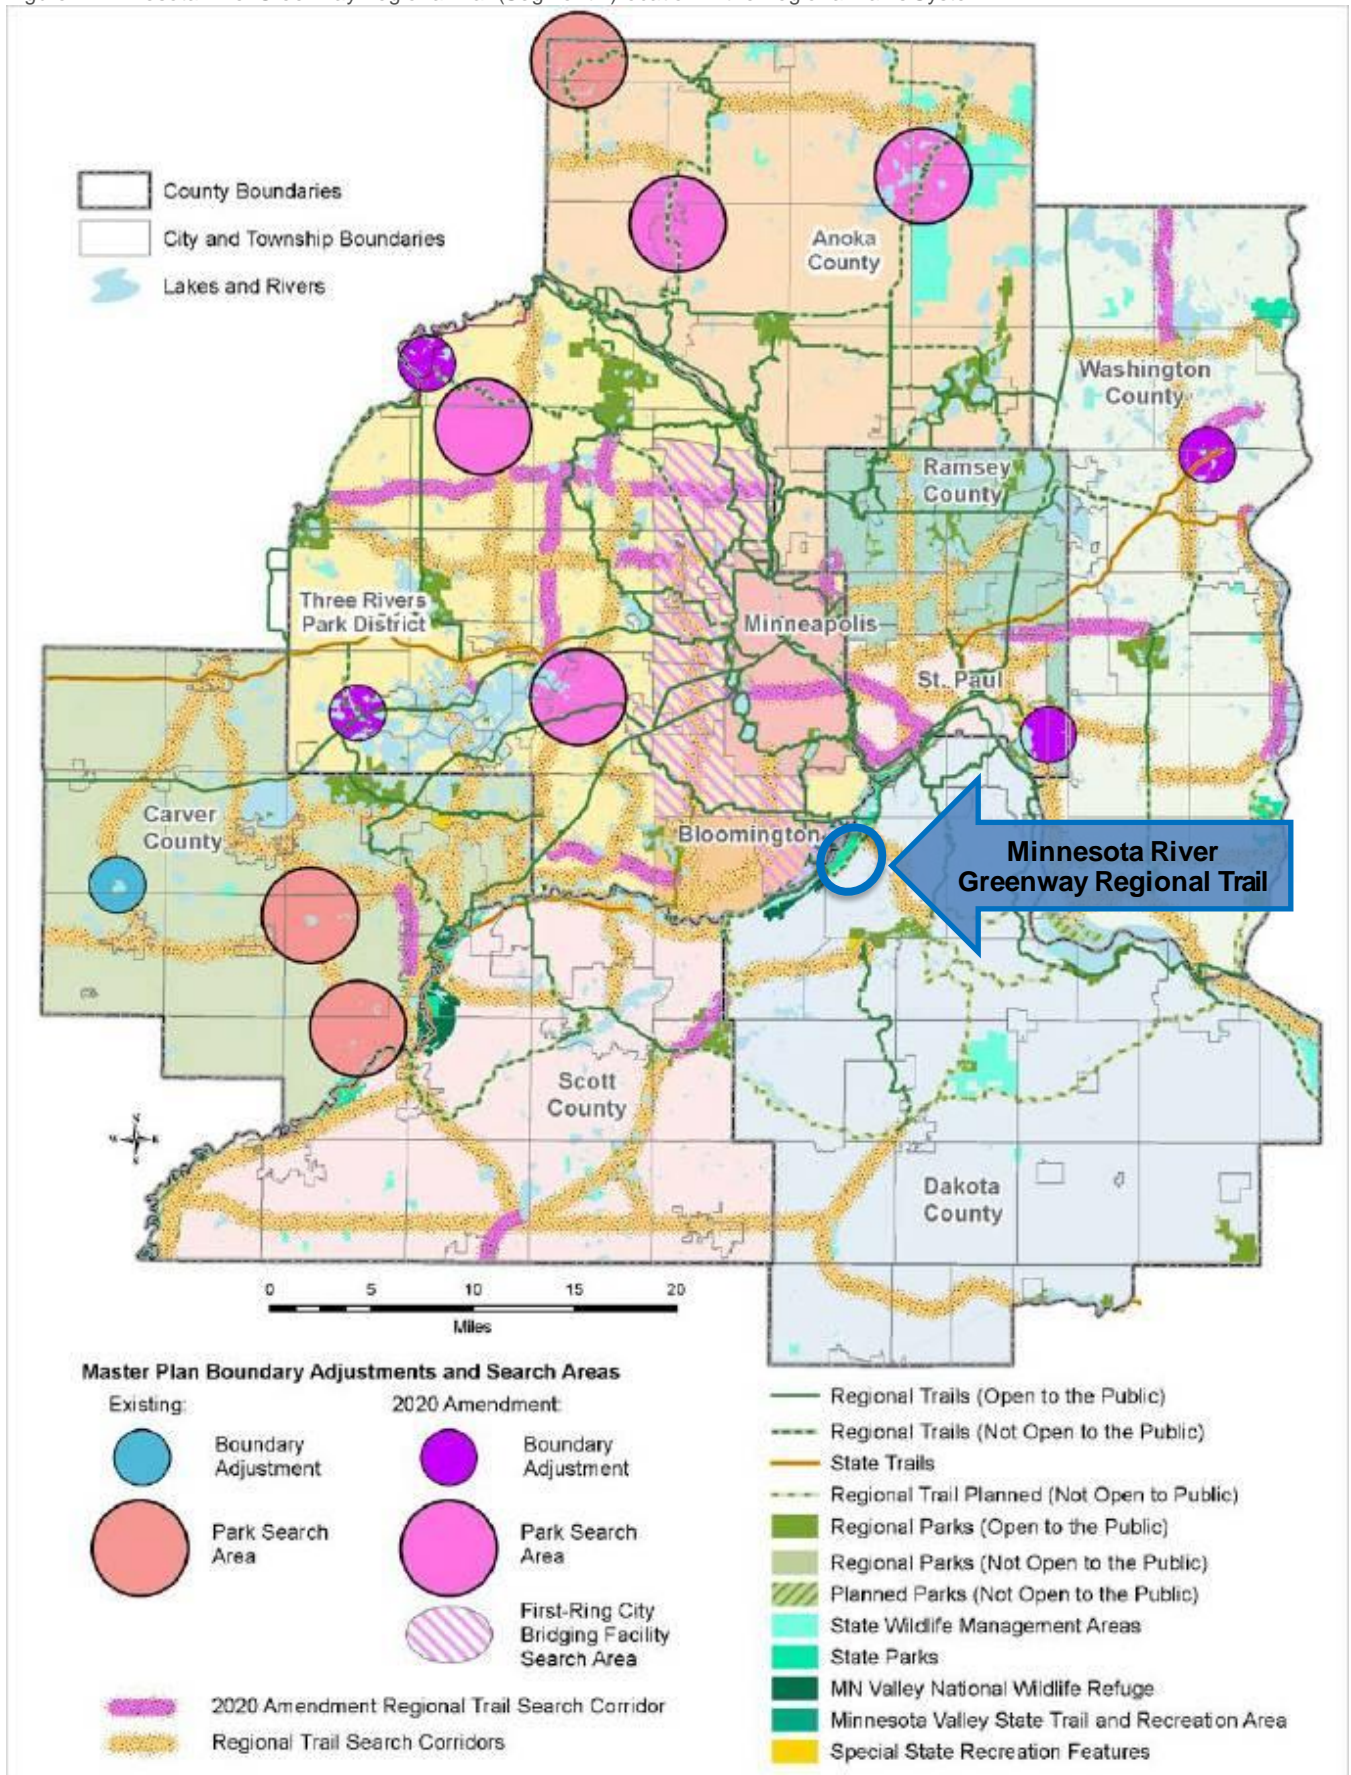 County Boundaries
City and Township Boundaries
Lakes and Rivers
Anoka
County
Washington
County
Ramsey
County
Three Rivers
Park District
Minneapolis
St. Paul
Carver
County
Bloomington
Minnesota River
Greenway Regional Trail
Scott
County
Dakota
County
0 5 10 15 20
Miles
Master Plan Boundary Adjustments and Search Areas
Existing:
2020 Amendment:
Boundary
Adjustment
Boundary
Adjustment
Park Search
Area
Park Search
Area
First-Ring City
Bridging Facility
Search Area
2020 Amendment Regional Trail Search Corridor
Regional Trail Search Corridors
Regional Trails (Open to the Public)
Regional Trails (Not Open to the Public)
State Trails
Regional Trail Planned (Not Open to Public)
Regional Parks (Open to the Public)
Regional Parks (Not Open to the Public)
Planned Parks (Not Open to the Public)
State Wildlife Management Areas
State Parks
MN Valley National Wildlife Refuge
Minnesota Valley State Trail and Recreation Area
Special State Recreation Features